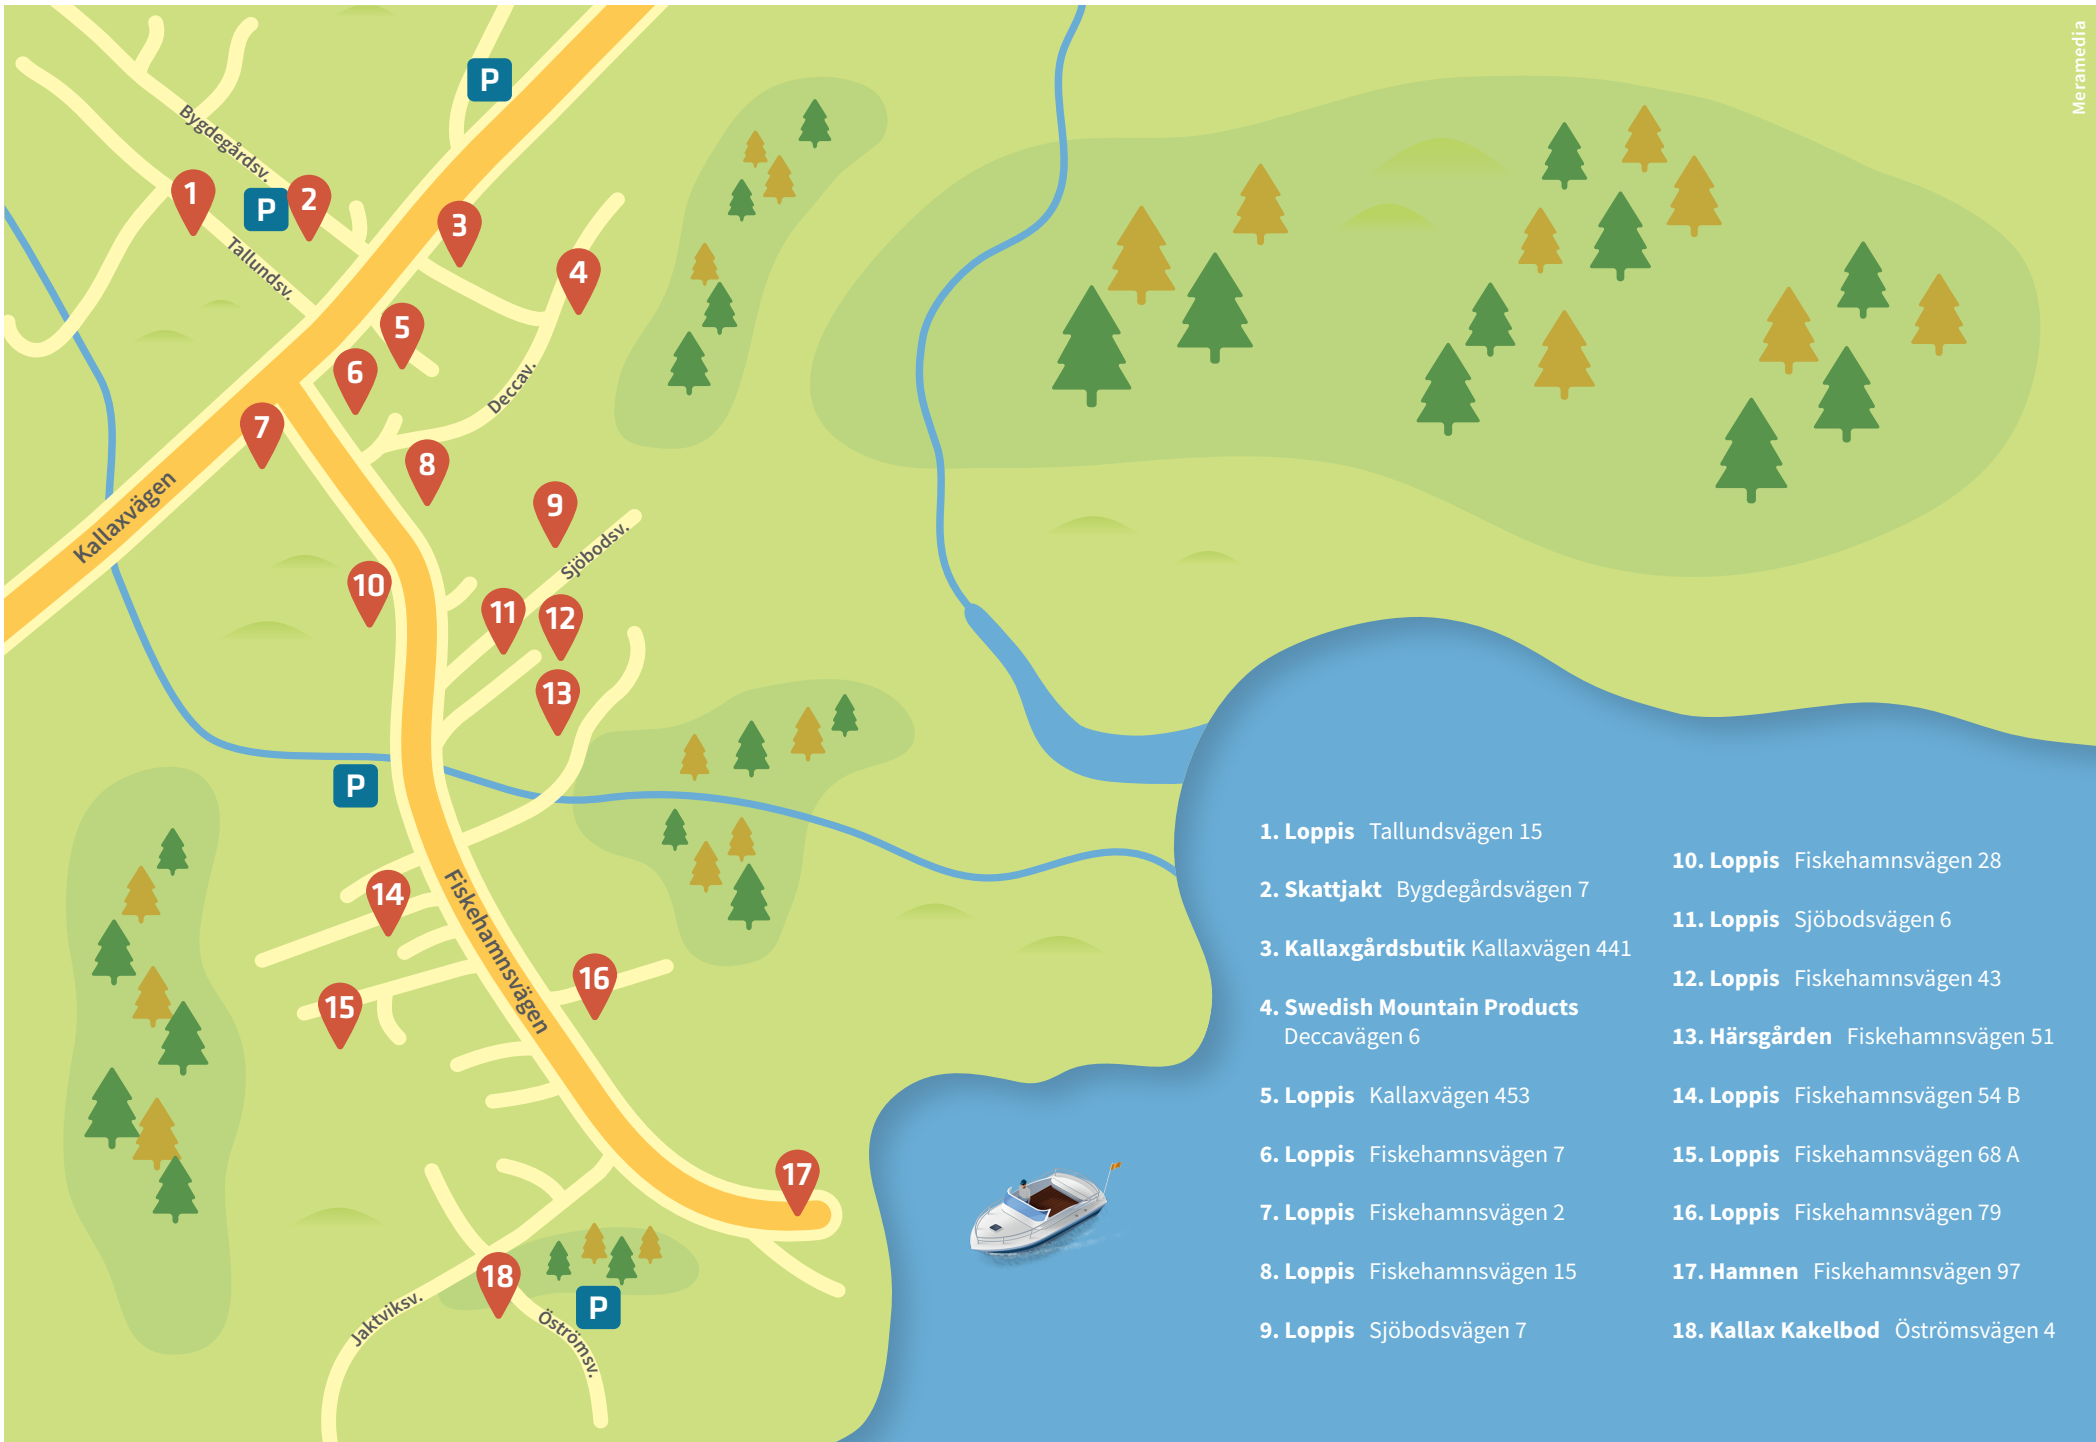 Meramedia
P
Bygdegårdsv.
1
P
2
3
Tallundsv.
4
5
6
Deccav.
7
8
Kallaxvägen
9
Sjöbodsv.
10
11
12
13
P
Fiskehamnsvägen
14
16
15
17
18
P
Jaktviksv.
Öströmsv.
1. Loppis Tallundsvägen 15
2. Skattjakt Bygdegårdsvägen 7
3. Kallaxgårdsbutik Kallaxvägen 441
4. Swedish Mountain Products
Deccavägen 6
5. Loppis Kallaxvägen 453
6. Loppis Fiskehamnsvägen 7
7. Loppis Fiskehamnsvägen 2
8. Loppis Fiskehamnsvägen 15
9. Loppis Sjöbodsvägen 7
10. Loppis Fiskehamnsvägen 28
11. Loppis Sjöbodsvägen 6
12. Loppis Fiskehamnsvägen 43
13. Härsgården Fiskehamnsvägen 51
14. Loppis Fiskehamnsvägen 54 B
15. Loppis Fiskehamnsvägen 68 A
16. Loppis Fiskehamnsvägen 79
17. Hamnen Fiskehamnsvägen 97
18. Kallax Kakelbod Öströmsvägen 4